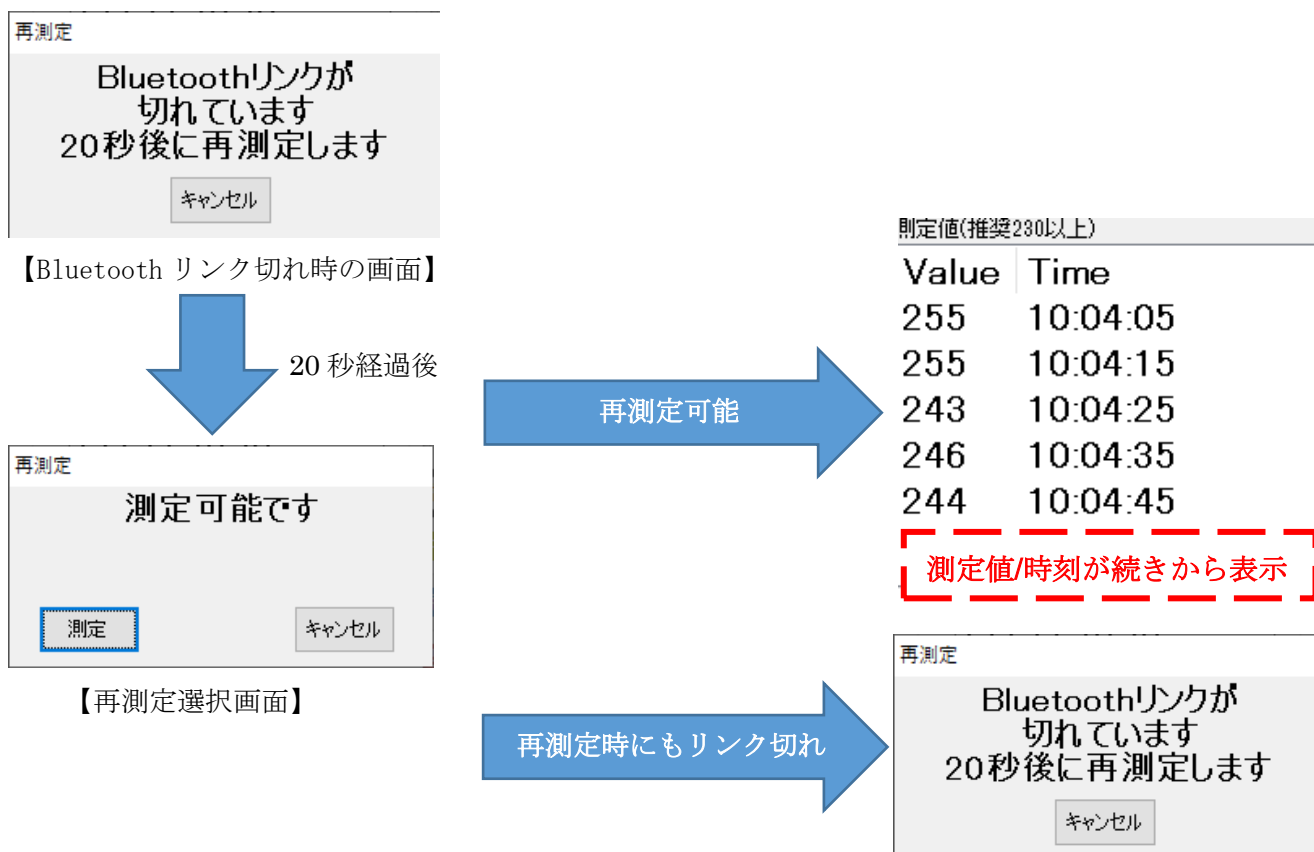 再測定
Bluetoothリンクが
切れています
20秒後に再測定します
キャンセル
【Bluetooth リンク切れ時の画面】
20 秒経過後
再測定
測定可能です
測定
キャンセル
【再測定選択画面】
再測定可能
測定値(推奨230以上)
Value Time
255 10:04:05
255 10:04:15
243 10:04:25
246 10:04:35
244 10:04:45
測定値/時刻が続きから表示
再測定時にもリンク切れ
再測定
Bluetoothリンクが
切れています
20秒後に再測定します
キャンセル